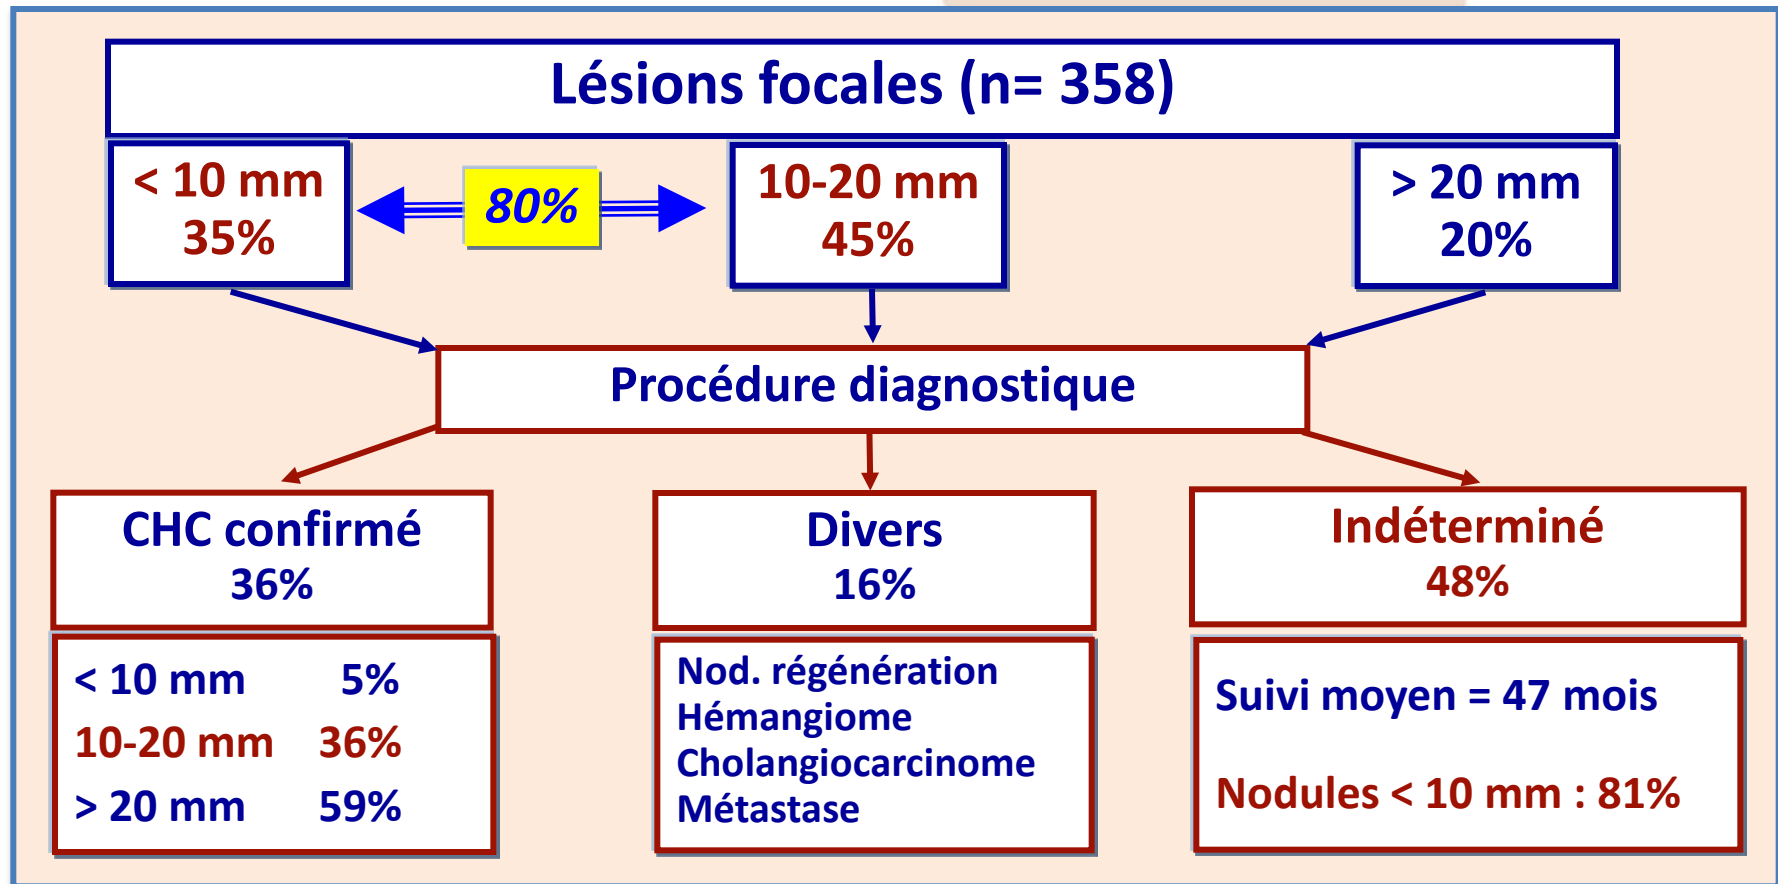 Lésions focales (n= 358)
< 10 mm
35%
80%
10-20 mm
45%
> 20 mm
20%
Procédure diagnostique
CHC confirmé
36%
Divers
16%
Indéterminé
48%
< 10 mm 5%
10-20 mm 36%
> 20 mm 59%
Nod. régénération
Hémangiome
Cholangiocarcinome
Métastase
Suivi moyen = 47 mois
Nodules < 10 mm : 81%